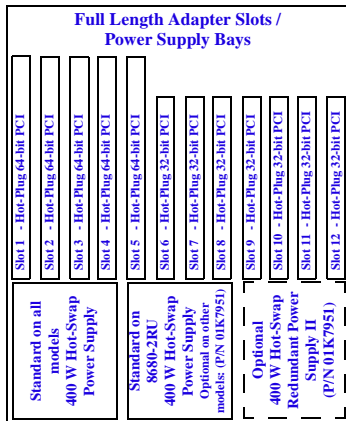 Full Length Adapter Slots /
Power Supply Bays
Slot 1 - Hot-Plug 64-bit PCI
Slot 2 - Hot-Plug 64-bit PCI
Slot 3 - Hot-Plug 64-bit PCI
Slot 4 - Hot-Plug 64-bit PCI
Slot 5 - Hot-Plug 64-bit PCI
Slot 6 - Hot-Plug 32-bit PCI
Slot 7 - Hot-Plug 32-bit PCI
Slot 8 - Hot-Plug 32-bit PCI
Slot 9 - Hot-Plug 32-bit PCI
Slot 10 - Hot-Plug 32-bit PCI
Slot 11 - Hot-Plug 32-bit PCI
Slot 12 - Hot-Plug 32-bit PCI
Standard on all
models
400 W Hot-Swap
Power Supply
Standard on
8680-2RU
400 W Hot-Swap
Power Supply
Optional on other
models: (P/N 01K7951)
Optional
400 W Hot-Swap
Redundant Power
Supply II
(P/N 01K7951)